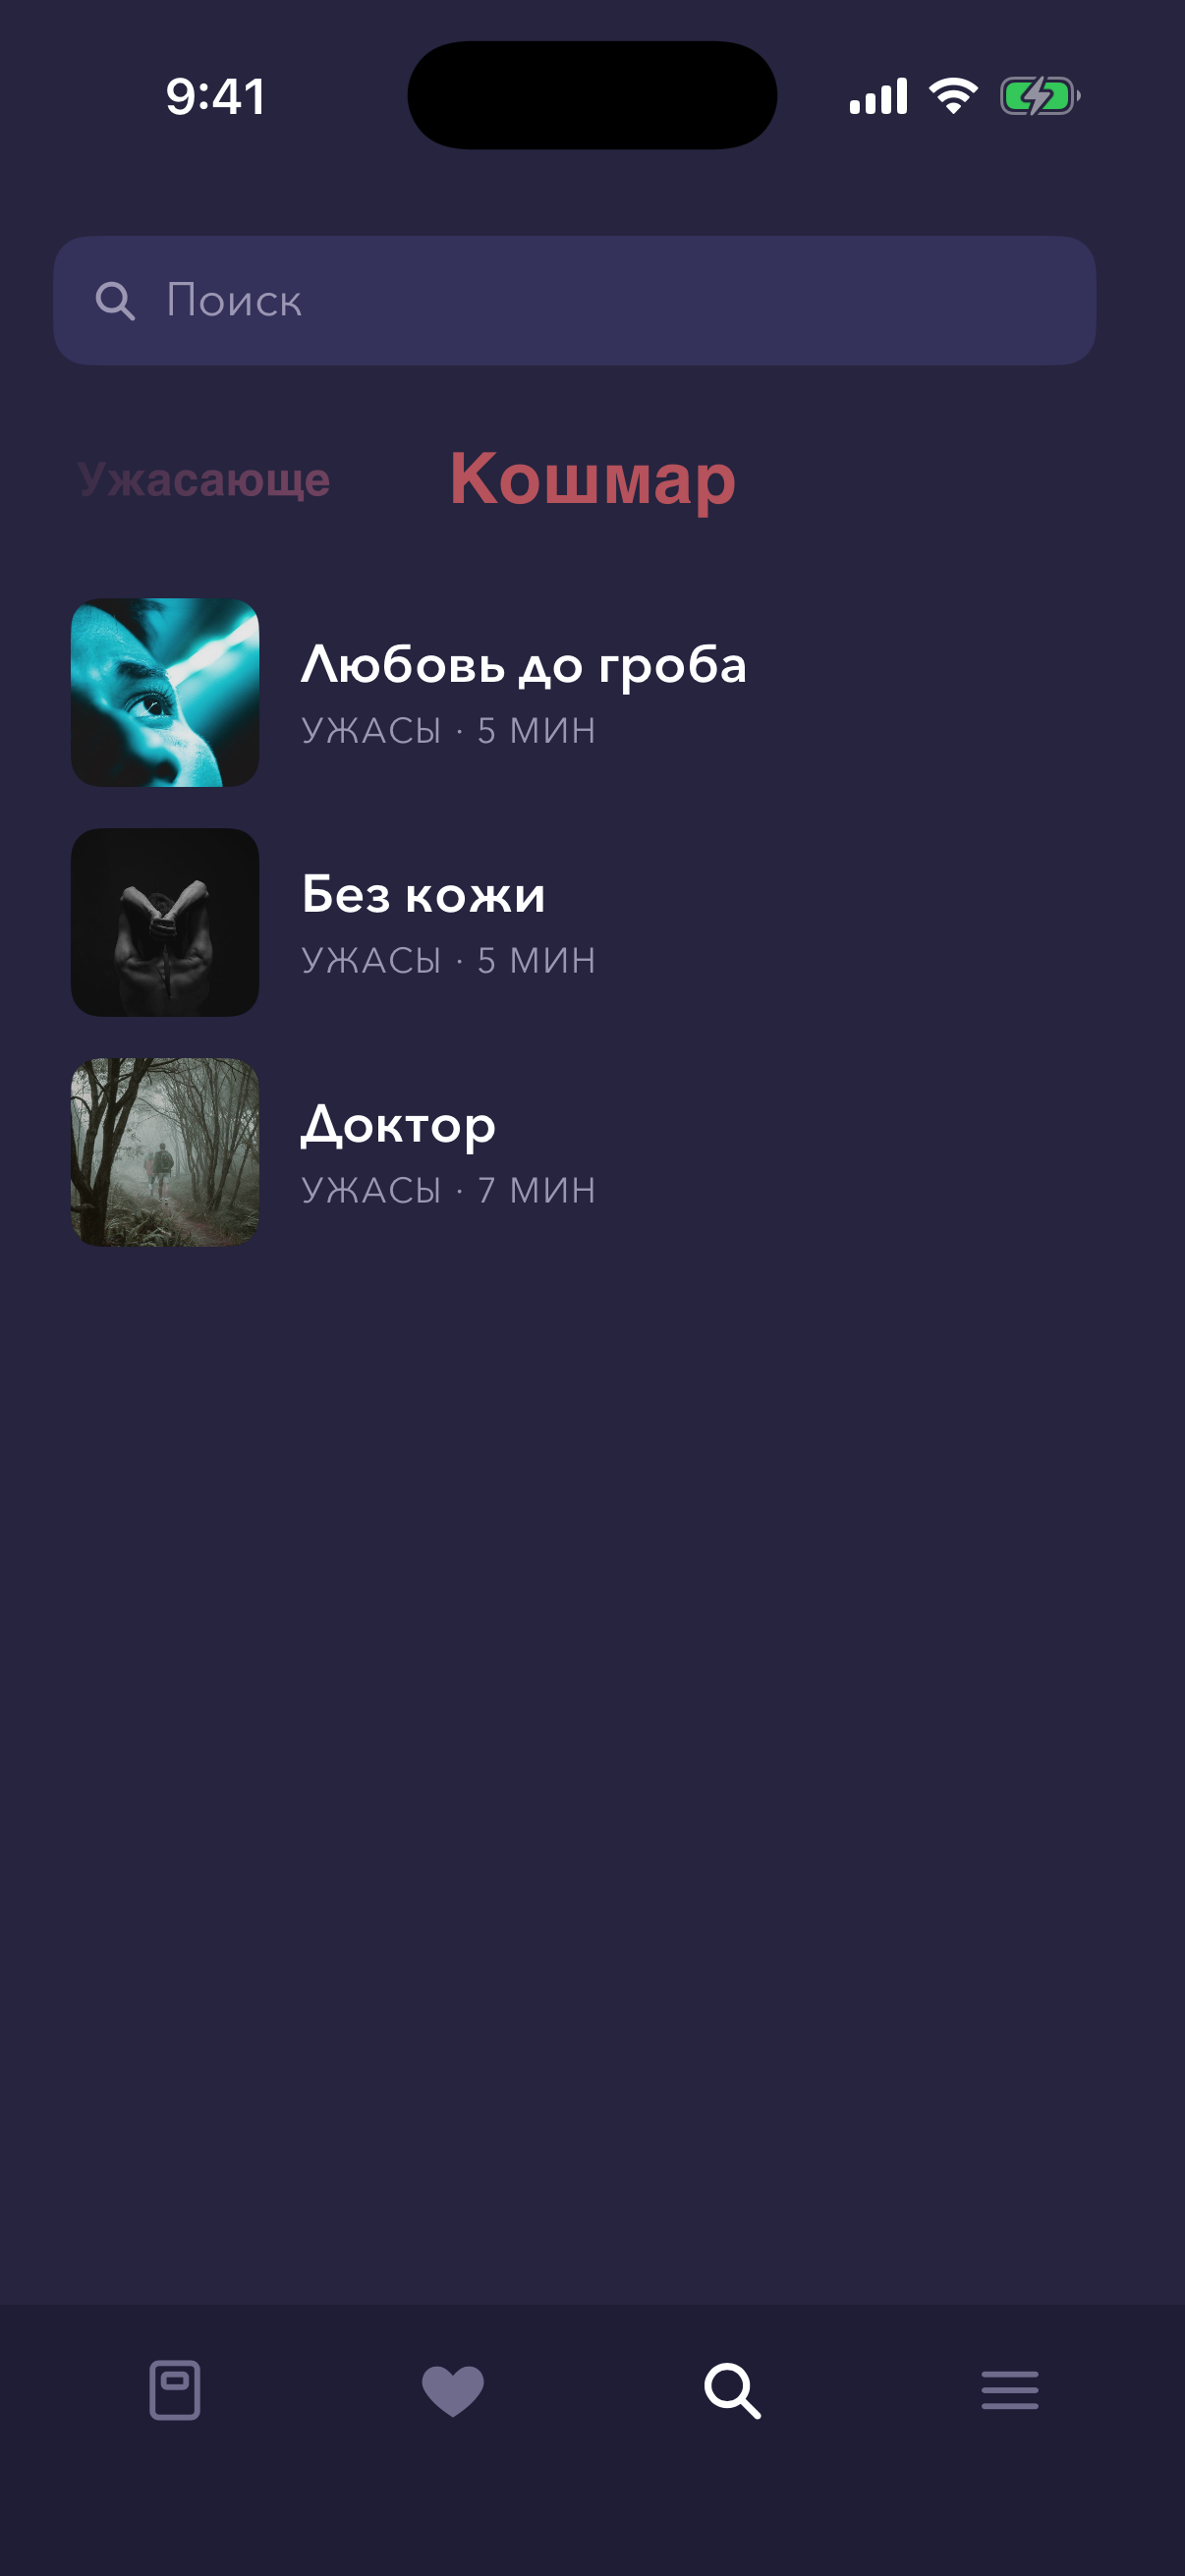 9:41
Поиск
Ужасающе Кошмар
Любовь до гроба
УЖАСЫ · 5 МИН
Без кожи
УЖАСЫ · 5 МИН
Доктор
УЖАСЫ · 7 МИН